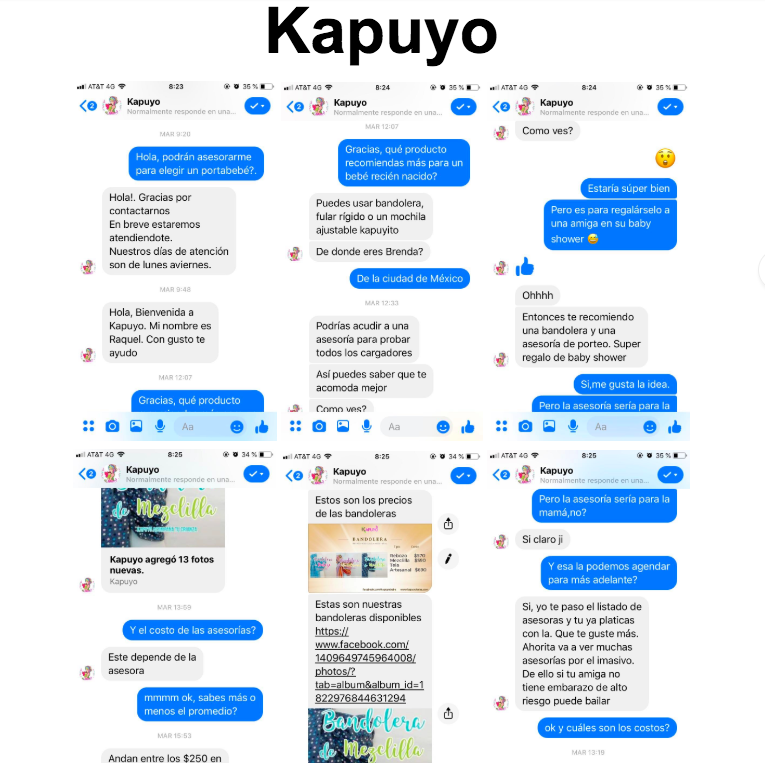 Kapuyo
AT&T 4G 8:23 35 %
2
Kapuyo
Normalmente responde en una...
MAR 9:20
Hola, podrán asesorarme
para elegir un portabebé?.
Hola!. Gracias por
contactarnos
En breve estaremos
atendiendote.
Nuestros días de atención
son de lunes aviernes.
MAR 9:48
Hola, Bienvenida a
Kapuyo. Mi nombre es
Raquel. Con gusto te
ayudo
MAR 12:07
Gracias, qué producto
Aa
AT&T 4G 8:24 35 %
2
Kapuyo
Normalmente responde en una...
MAR 12:07
Gracias, qué producto
recomiendas más para un
bebé recién nacido?
Puedes usar bandolera,
fular rígido o un mochila
ajustable kapuyito
De donde eres Brenda?
De la ciudad de México
MAR 12:33
Podrías acudir a una
asesoría para probar
todos los cargadores
Así puedes saber que te
acomoda mejor
Como ves?
Aa
AT&T 4G 8:24 35 %
2
Kapuyo
Normalmente responde en una...
Como ves?
Estaría súper bien
Pero es para regalárselo a
una amiga en su baby
shower 😅
Ohhhh
Entonces te recomiendo
una bandolera y una
asesoría de porteo. Super
regalo de baby shower
Si,me gusta la idea.
Pero la asesoría sería para la
Aa
AT&T 4G 8:25 34 %
2
Kapuyo
Normalmente responde en una...
Bandolera
de Mezclilla
Kapuyo agregó 13 fotos
nuevas.
Kapuyo
MAR 13:59
Y el costo de las asesorías?
Este depende de la
asesora
mmmm ok, sabes más o
menos el promedio?
MAR 15:53
Andan entre los $250 en
AT&T 4G 8:25 34 %
2
Kapuyo
Normalmente responde en una...
Estos son los precios
de las bandoleras
BANDOLERA
Rebozo
Mezclilla
Tela
Artesanal
Estas son nuestras
bandoleras disponibles
https://
www.facebook.com/
1409649745964008/
photos/?
tab=album&album_id=1
822976844631294
Bandolera
de Mezclilla
AT&T 4G 8:25 35 %
2
Kapuyo
Normalmente responde en una...
Pero la asesoría sería para la
mamá,no?
Si claro ji
Y esa la podemos agendar
para más adelante?
Si, yo te paso el listado de
asesoras y tu ya platicas
con la. Que te guste más.
Ahorita va a ver muchas
asesorías por el imasivo.
De ello si tu amiga no
tiene embarazo de alto
riesgo puede bailar
ok y cuáles son los costos?
MAR 13:19